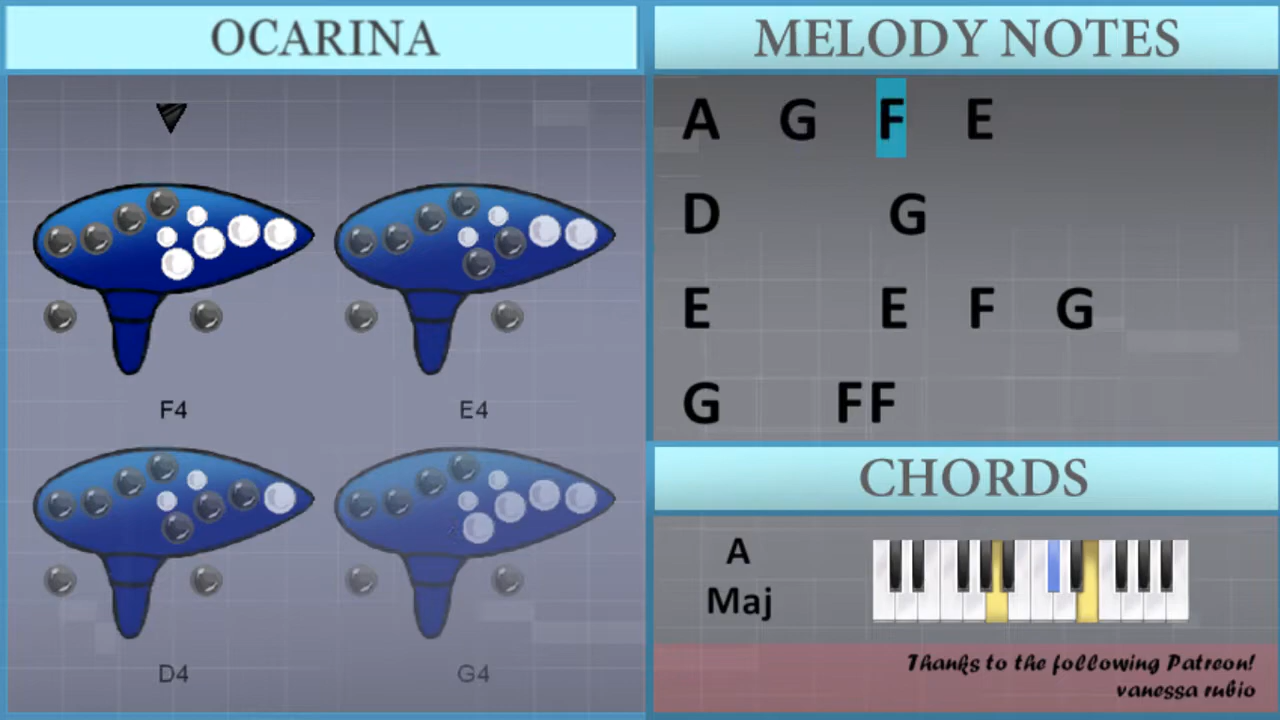 OCARINA
F4
E4
D4
G4
MELODY NOTES
A G F E
D G
E E F G
G FF
CHORDS
A
Maj
Thanks to the following Patreon!
vanessa rubio